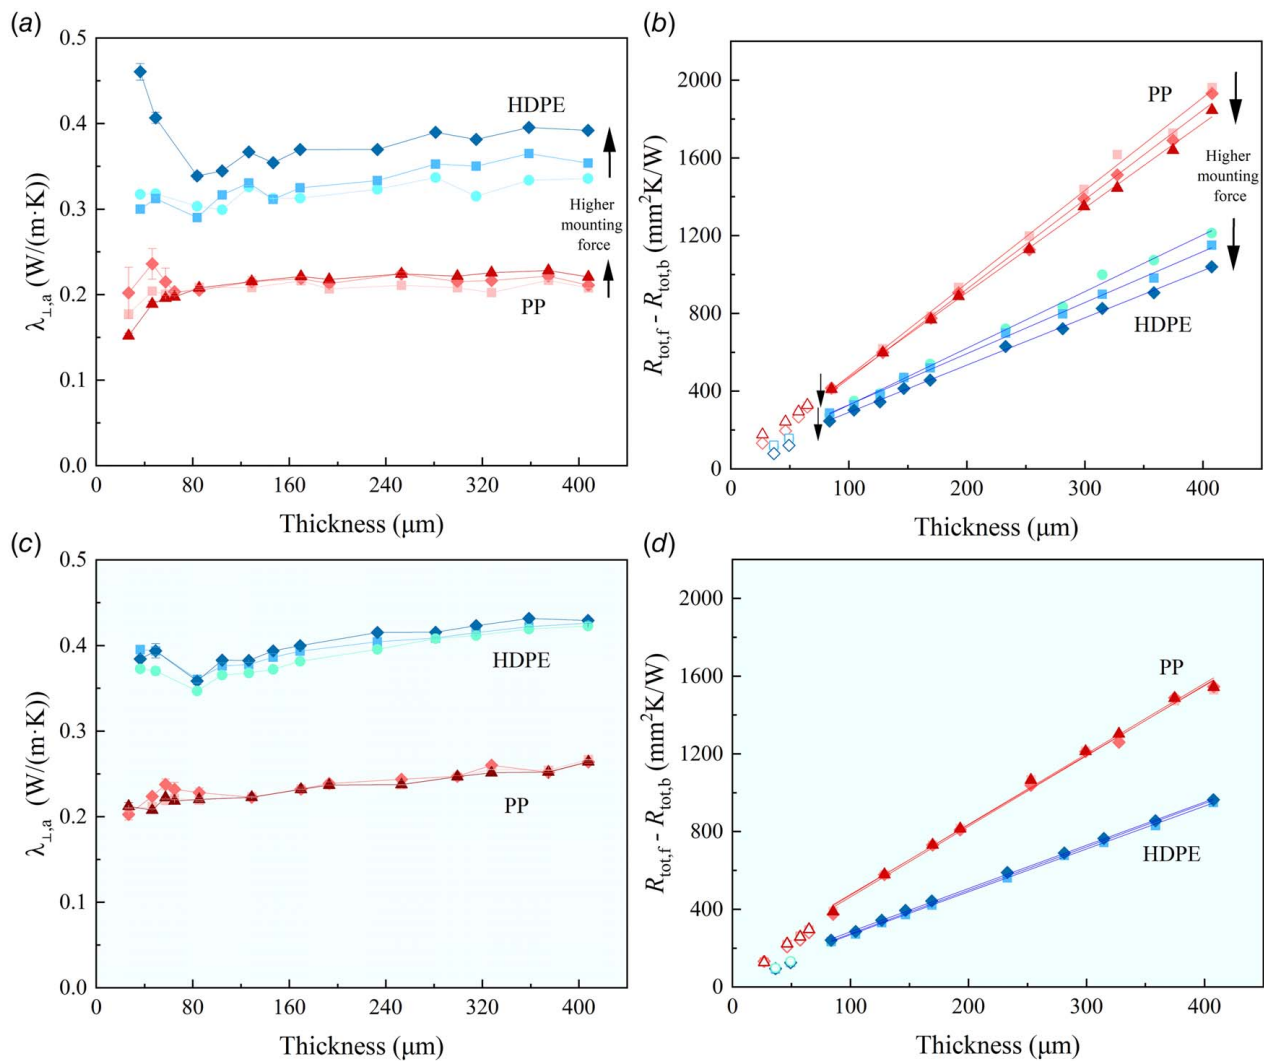 (a)
0.5
0.4
0.3
0.2
0.1
0.0
λ⊥,a (W/(m·K))
HDPE
Higher
mounting
force
PP
0 80 160 240 320 400
Thickness (μm)
(b)
2000
1600
1200
800
400
0
Rtot,f - Rtot,b (mm²K/W)
PP
Higher
mounting
force
HDPE
0 100 200 300 400
Thickness (μm)
(c)
0.5
0.4
0.3
0.2
0.1
0.0
λ⊥,a (W/(m·K))
HDPE
PP
0 80 160 240 320 400
Thickness (μm)
(d)
2000
1600
1200
800
400
0
Rtot,f - Rtot,b (mm²K/W)
PP
HDPE
0 100 200 300 400
Thickness (μm)